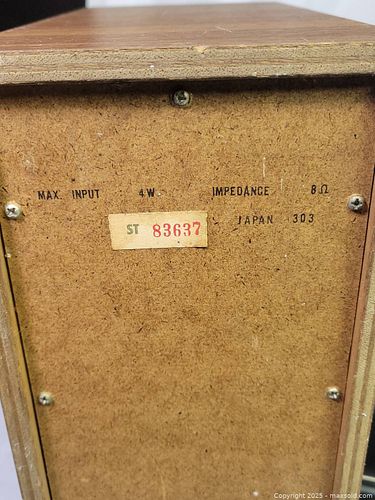 MAX. INPUT 4W IMPEDANCE 8Ω
ST 83637 JAPAN 303
Copyright © 2025 - maxsold.com